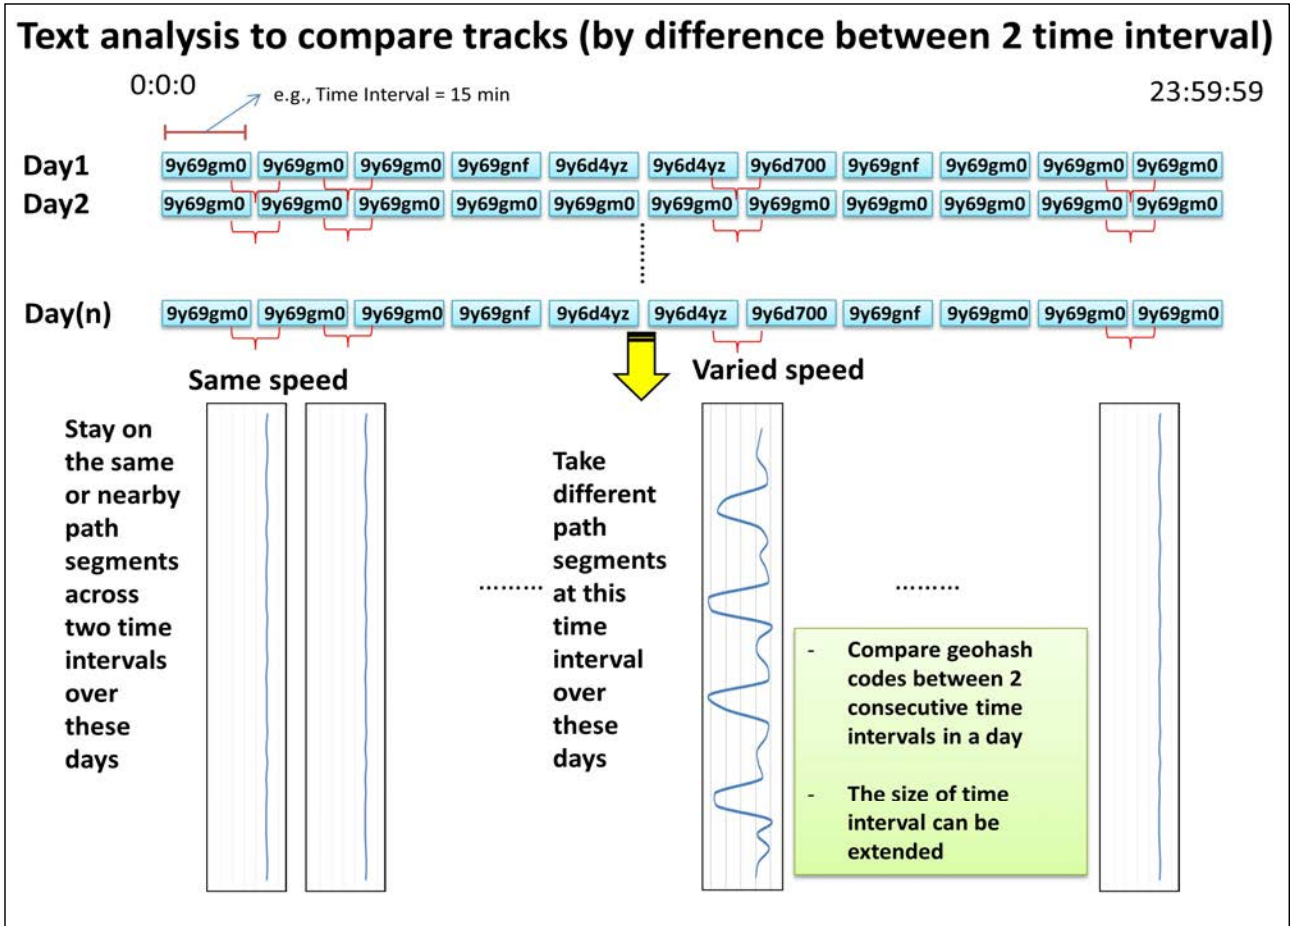 Text analysis to compare tracks (by difference between 2 time interval)
0:0:0
e.g., Time Interval = 15 min
23:59:59
Day1 9y69gm0 9y69gm0 9y69gm0 9y69gnf 9y6d4yz 9y6d4yz 9y6d700 9y69gnf 9y69gm0 9y69gm0 9y69gm0
Day2 9y69gm0 9y69gm0 9y69gm0 9y69gm0 9y69gm0 9y69gm0 9y69gm0 9y69gm0 9y69gm0 9y69gm0 9y69gm0
Day(n) 9y69gm0 9y69gm0 9y69gm0 9y69gnf 9y6d4yz 9y6d4yz 9y6d700 9y69gnf 9y69gm0 9y69gm0 9y69gm0
Same speed
Varied speed
Stay on
the same
or nearby
path
segments
across
two time
intervals
over
these
days
.........
Take
different
path
segments
at this
time
interval
over
these
days
.........
- Compare geohash
codes between 2
consecutive time
intervals in a day
- The size of time
interval can be
extended